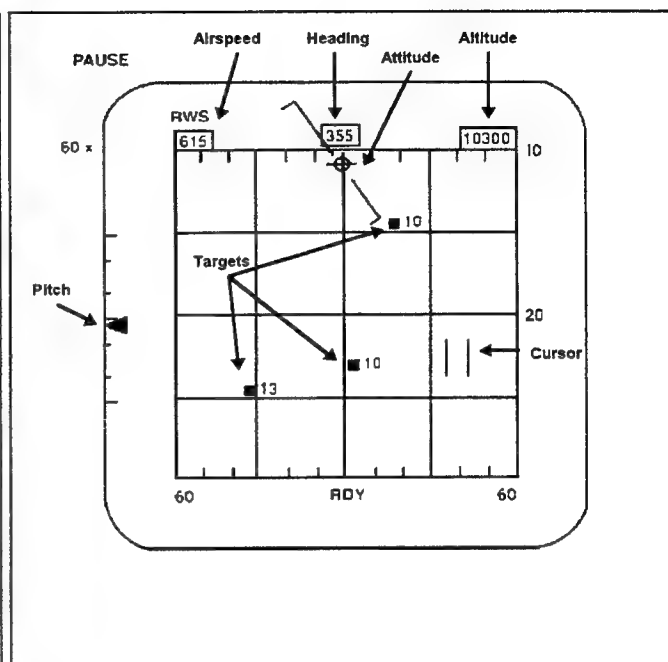 Airspeed Heading Altitude
PAUSE Attitude
RWS
60 x 615 355 10300 10
10
Targets
Pitch
20
Cursor
10
13
60 RDY 60